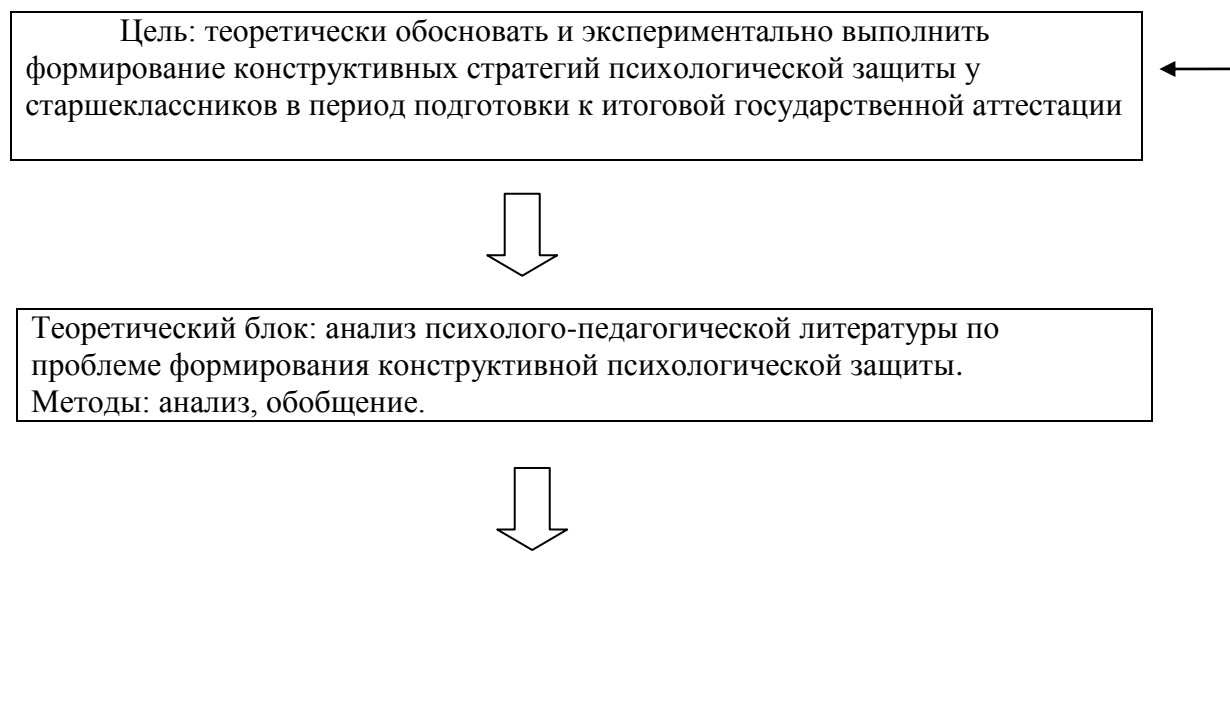 Цель: теоретически обосновать и экспериментально выполнить
формирование конструктивных стратегий психологической защиты у
старшеклассников в период подготовки к итоговой государственной аттестации
Теоретический блок: анализ психолого-педагогической литературы по
проблеме формирования конструктивной психологической защиты.
Методы: анализ, обобщение.